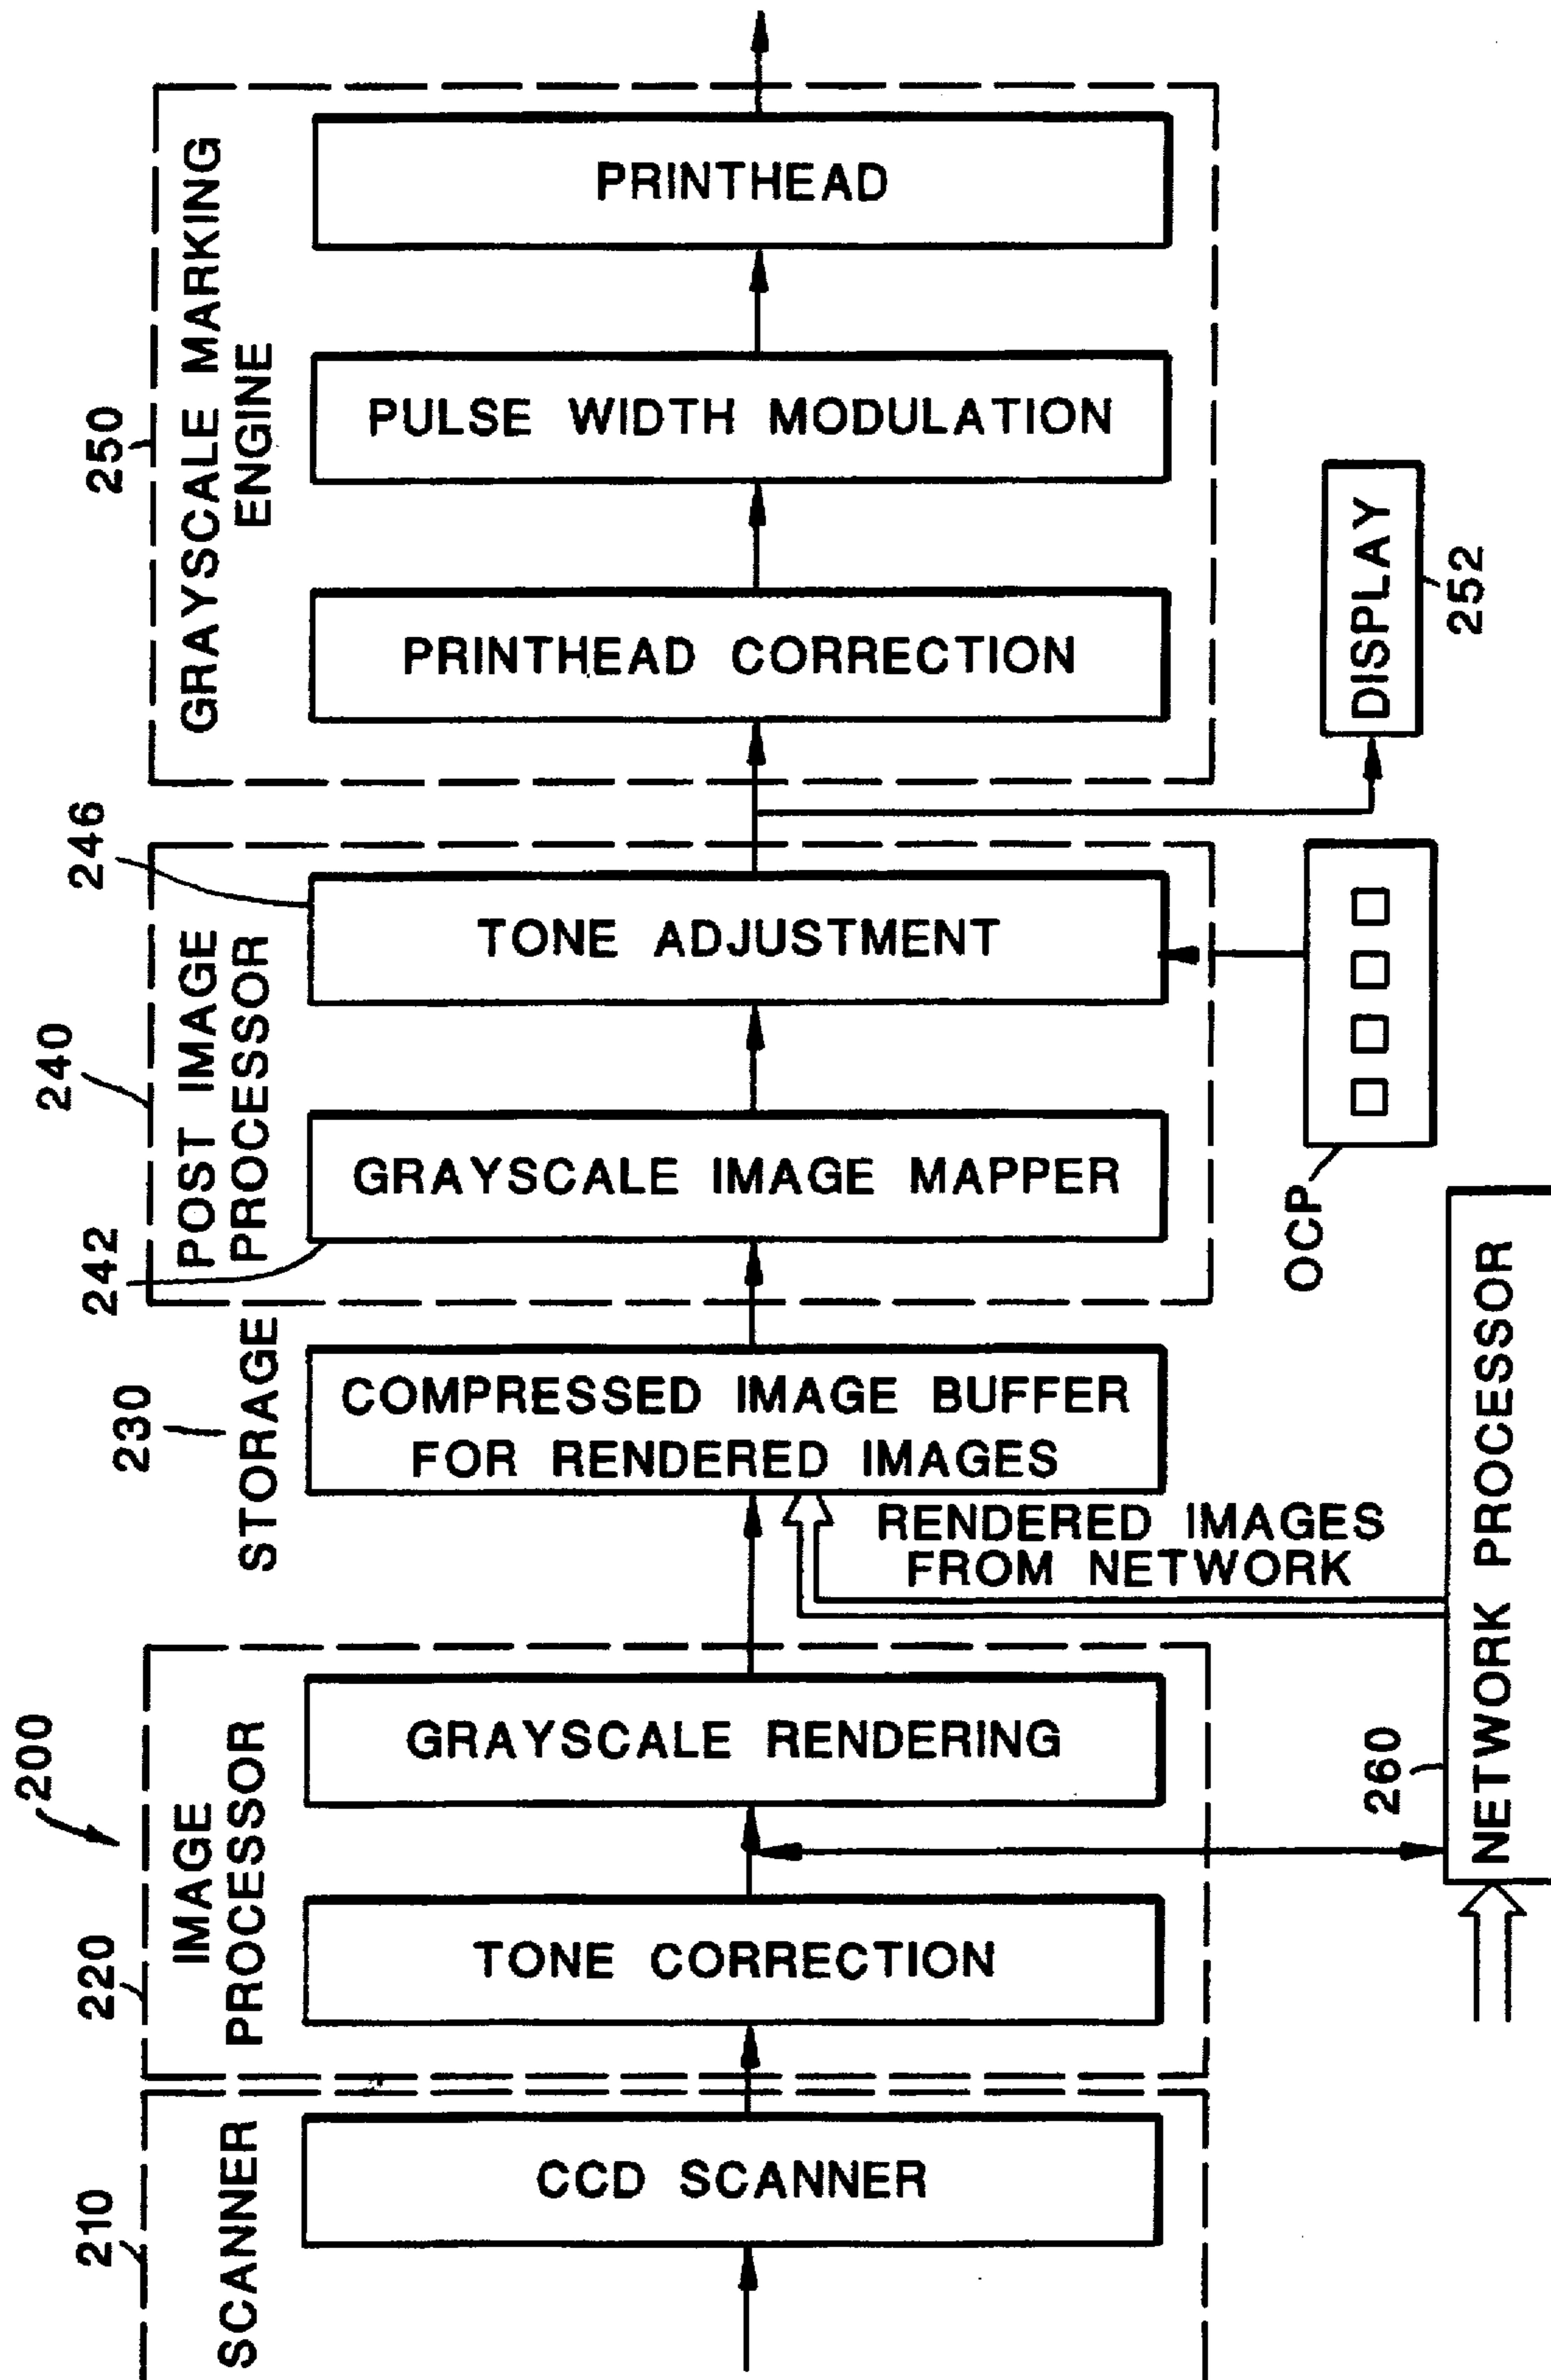 250
GRAYSCALE MARKING
ENGINE
PRINTHEAD
PULSE WIDTH MODULATION
PRINTHEAD CORRECTION
DISPLAY
252
246
240
POST IMAGE
PROCESSOR
TONE ADJUSTMENT
GRAYSCALE IMAGE MAPPER
242
OCP
230
STORAGE
COMPRESSED IMAGE BUFFER
FOR RENDERED IMAGES
RENDERED IMAGES
FROM NETWORK
NETWORK PROCESSOR
260
200
220
IMAGE
PROCESSOR
GRAYSCALE RENDERING
TONE CORRECTION
210
SCANNER
CCD SCANNER